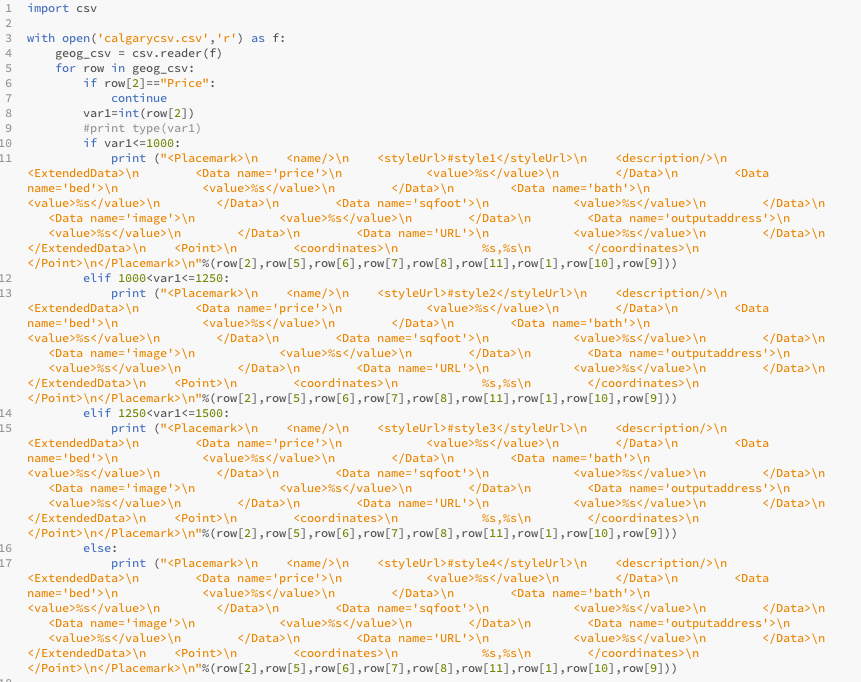 1 import csv
2
3 with open('calgarycsv.csv','r') as f:
4     geog_csv = csv.reader(f)
5     for row in geog_csv:
6         if row[2]=="Price":
7             continue
8         var1=int(row[2])
9         #print type(var1)
10         if var1<=1000:
11             print ("<Placemark>\n    <name/>\n    <styleUrl>#style1</styleUrl>\n    <description/>\n
<ExtendedData>\n        <Data name='price'>\n            <value>%s</value>\n        </Data>\n        <Data
name='bed'>\n            <value>%s</value>\n        </Data>\n        <Data name='bath'>\n
<value>%s</value>\n        </Data>\n        <Data name='sqfoot'>\n            <value>%s</value>\n        </Data>\n
   <Data name='image'>\n            <value>%s</value>\n        </Data>\n        <Data name='outputaddress'>\n
   <value>%s</value>\n        </Data>\n        <Data name='URL'>\n            <value>%s</value>\n        </Data>\n
</ExtendedData>\n    <Point>\n        <coordinates>\n            %s,%s\n        </coordinates>\n
</Point>\n</Placemark>\n"%(row[2],row[5],row[6],row[7],row[8],row[11],row[1],row[10],row[9]))
12         elif 1000<var1<=1250:
13             print ("<Placemark>\n    <name/>\n    <styleUrl>#style2</styleUrl>\n    <description/>\n
<ExtendedData>\n        <Data name='price'>\n            <value>%s</value>\n        </Data>\n        <Data
name='bed'>\n            <value>%s</value>\n        </Data>\n        <Data name='bath'>\n
<value>%s</value>\n        </Data>\n        <Data name='sqfoot'>\n            <value>%s</value>\n        </Data>\n
   <Data name='image'>\n            <value>%s</value>\n        </Data>\n        <Data name='outputaddress'>\n
   <value>%s</value>\n        </Data>\n        <Data name='URL'>\n            <value>%s</value>\n        </Data>\n
</ExtendedData>\n    <Point>\n        <coordinates>\n            %s,%s\n        </coordinates>\n
</Point>\n</Placemark>\n"%(row[2],row[5],row[6],row[7],row[8],row[11],row[1],row[10],row[9]))
14         elif 1250<var1<=1500:
15             print ("<Placemark>\n    <name/>\n    <styleUrl>#style3</styleUrl>\n    <description/>\n
<ExtendedData>\n        <Data name='price'>\n            <value>%s</value>\n        </Data>\n        <Data
name='bed'>\n            <value>%s</value>\n        </Data>\n        <Data name='bath'>\n
<value>%s</value>\n        </Data>\n        <Data name='sqfoot'>\n            <value>%s</value>\n        </Data>\n
   <Data name='image'>\n            <value>%s</value>\n        </Data>\n        <Data name='outputaddress'>\n
   <value>%s</value>\n        </Data>\n        <Data name='URL'>\n            <value>%s</value>\n        </Data>\n
</ExtendedData>\n    <Point>\n        <coordinates>\n            %s,%s\n        </coordinates>\n
</Point>\n</Placemark>\n"%(row[2],row[5],row[6],row[7],row[8],row[11],row[1],row[10],row[9]))
16         else:
17             print ("<Placemark>\n    <name/>\n    <styleUrl>#style4</styleUrl>\n    <description/>\n
<ExtendedData>\n        <Data name='price'>\n            <value>%s</value>\n        </Data>\n        <Data
name='bed'>\n            <value>%s</value>\n        </Data>\n        <Data name='bath'>\n
<value>%s</value>\n        </Data>\n        <Data name='sqfoot'>\n            <value>%s</value>\n        </Data>\n
   <Data name='image'>\n            <value>%s</value>\n        </Data>\n        <Data name='outputaddress'>\n
   <value>%s</value>\n        </Data>\n        <Data name='URL'>\n            <value>%s</value>\n        </Data>\n
</ExtendedData>\n    <Point>\n        <coordinates>\n            %s,%s\n        </coordinates>\n
</Point>\n</Placemark>\n"%(row[2],row[5],row[6],row[7],row[8],row[11],row[1],row[10],row[9]))